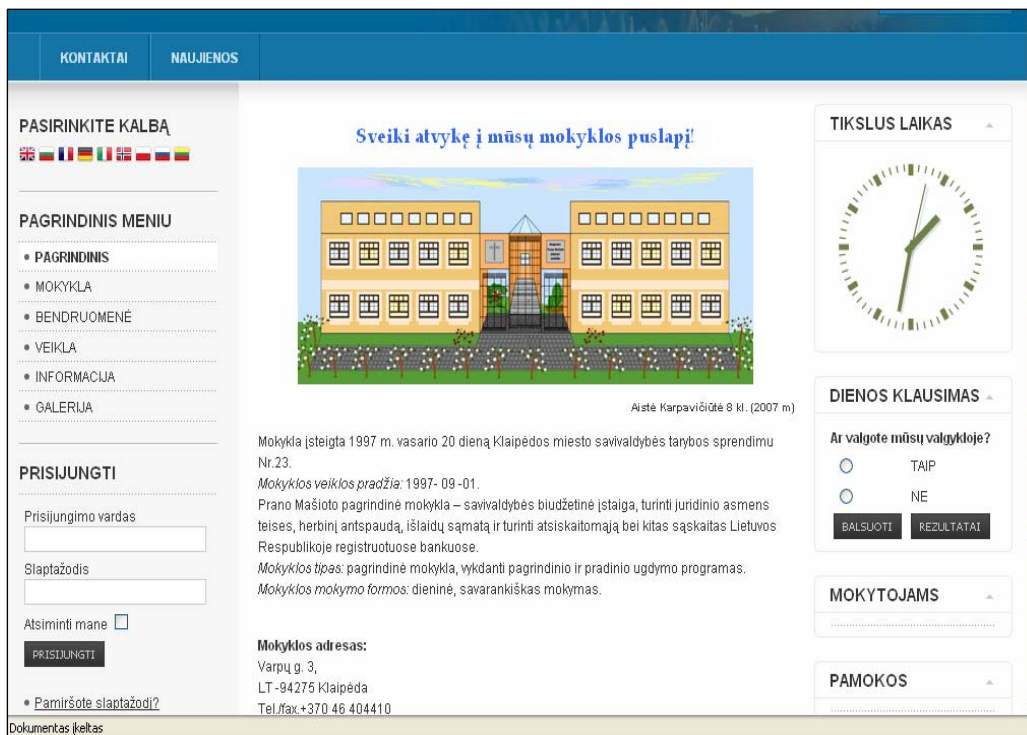 KONTAKTAI
NAUJIENOS
PASIRINKITE KALBĄ
PAGRINDINIS MENIU
PAGRINDINIS
MOKYKLA
BENDRUOMENĖ
VEIKLA
INFORMACIJA
GALERIJA
PRISIJUNGTI
Prisijungimo vardas
Slaptažodis
Atsiminti mane
PRISIJUNGTI
Pamiršote slaptažodį?
Sveiki atvykę į mūsų mokyklos puslapį!
Aistė Karpavičiūtė 8 kl. (2007 m)
Mokykla įsteigta 1997 m. vasario 20 dieną Klaipėdos miesto savivaldybės tarybos sprendimu
Nr.23.
Mokyklos veiklos pradžia: 1997- 09 -01.
Prano Mašioto pagrindinė mokykla – savivaldybės biudžetinė įstaiga, turinti juridinio asmens
teises, herbinį antspaudą, išlaidų sąmatą ir turinti atsiskaitomąją bei kitas sąskaitas Lietuvos
Respublikoje registruotuose bankuose.
Mokyklos tipas: pagrindinė mokykla, vykdanti pagrindinio ir pradinio ugdymo programas.
Mokyklos mokymo formos: dieninė, savarankiškas mokymas.
Mokyklos adresas:
Varpų g. 3,
LT -94275 Klaipėda
Tel./fax.+370 46 404410
TIKSLUS LAIKAS
DIENOS KLAUSIMAS
Ar valgote mūsų valgykloje?
TAIP
NE
BALSUOTI
REZULTATAI
MOKYTOJAMS
PAMOKOS
Dokumentas įkeltas